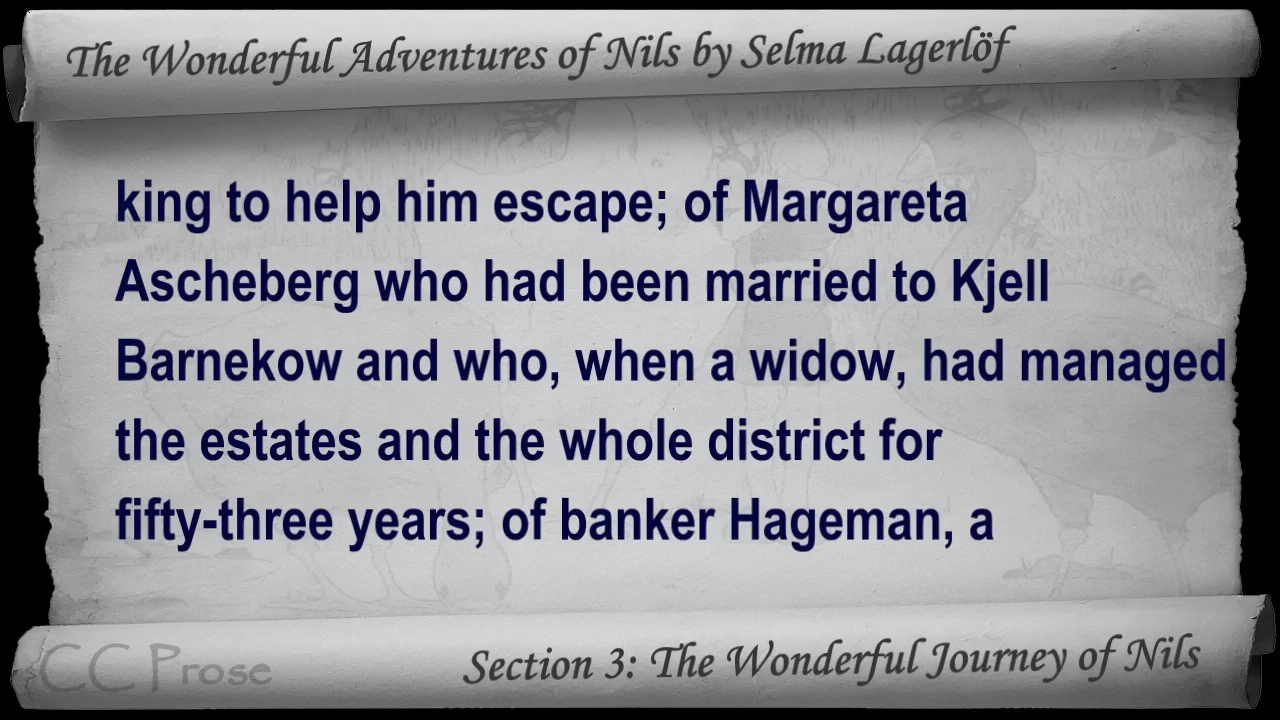 The Wonderful Adventures of Nils by Selma Lagerlöf
king to help him escape; of Margareta
Ascheberg who had been married to Kjell
Barnekow and who, when a widow, had managed
the estates and the whole district for
fifty-three years; of banker Hageman, a
CC Prose
Section 3: The Wonderful Journey of Nils